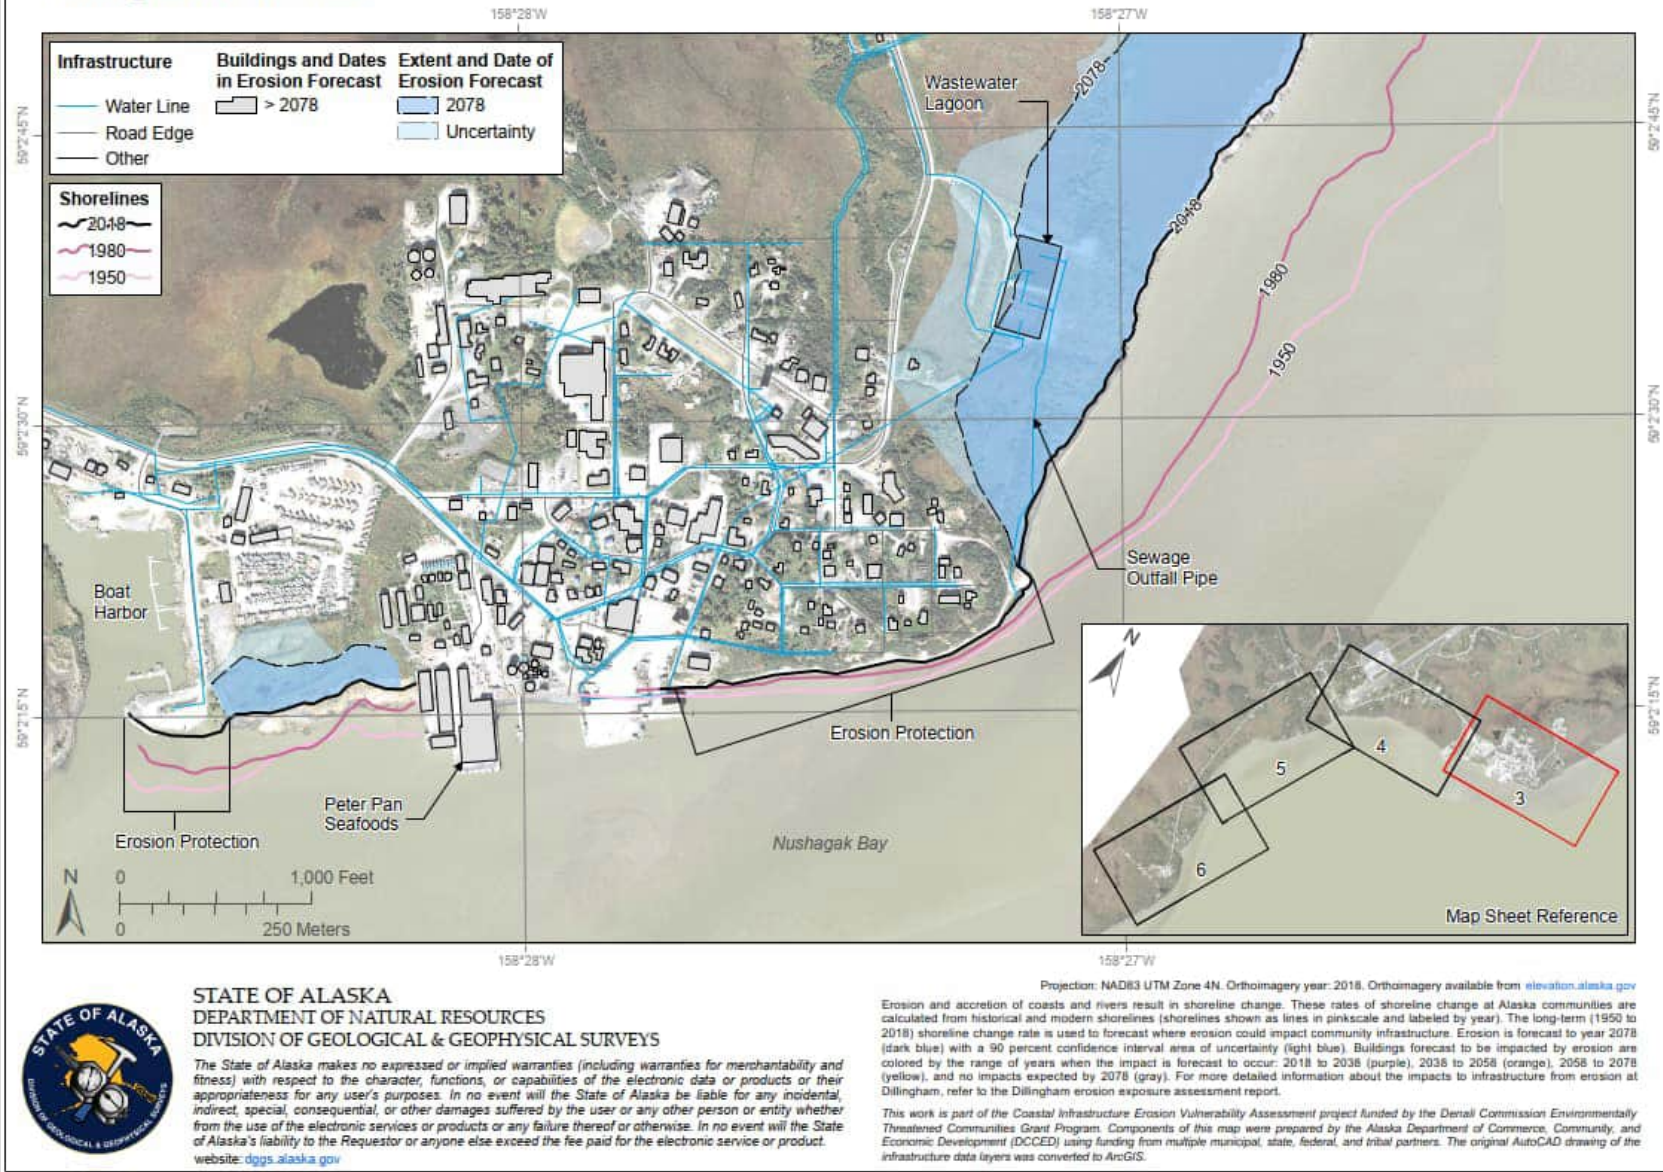 158°28'W
158°27'W
Infrastructure
Water Line
Road Edge
Other
Buildings and Dates
in Erosion Forecast
> 2078
Extent and Date of
Erosion Forecast
2078
Uncertainty
Shorelines
2018
1980
1950
59°2'45"N
59°2'45"N
59°2'30"N
59°2'30"N
59°2'15"N
59°2'15"N
Wastewater
Lagoon
2078
2018
1980
1950
Sewage
Outfall Pipe
Boat
Harbor
Erosion Protection
Peter Pan
Seafoods
Erosion Protection
Nushagak Bay
N
0
1,000 Feet
0
250 Meters
N
5
4
3
6
Map Sheet Reference
158°28'W
158°27'W
STATE OF ALASKA
DIVISION OF GEOLOGICAL & GEOPHYSICAL SURVEYS
STATE OF ALASKA
DEPARTMENT OF NATURAL RESOURCES
DIVISION OF GEOLOGICAL & GEOPHYSICAL SURVEYS
The State of Alaska makes no expressed or implied warranties (including warranties for merchantability and
fitness) with respect to the character, functions, or capabilities of the electronic data or products or their
appropriateness for any user's purposes. In no event will the State of Alaska be liable for any incidental,
indirect, special, consequential, or other damages suffered by the user or any other person or entity whether
from the use of the electronic services or products or any failure thereof or otherwise. In no event will the State
of Alaska's liability to the Requestor or anyone else exceed the fee paid for the electronic service or product.
website: dggs.alaska.gov
Projection: NAD83 UTM Zone 4N. Orthoimagery year: 2018. Orthoimagery available from elevation.alaska.gov
Erosion and accretion of coasts and rivers result in shoreline change. These rates of shoreline change at Alaska communities are
calculated from historical and modern shorelines (shorelines shown as lines in pinkscale and labeled by year). The long-term (1950 to
2018) shoreline change rate is used to forecast where erosion could impact community infrastructure. Erosion is forecast to year 2078
(dark blue) with a 90 percent confidence interval area of uncertainty (light blue). Buildings forecast to be impacted by erosion are
colored by the range of years when the impact is forecast to occur: 2018 to 2038 (purple), 2038 to 2058 (orange), 2058 to 2078
(yellow), and no impacts expected by 2078 (gray). For more detailed information about the impacts to infrastructure from erosion at
Dillingham, refer to the Dillingham erosion exposure assessment report.
This work is part of the Coastal Infrastructure Erosion Vulnerability Assessment project funded by the Denali Commission Environmentally
Threatened Communities Grant Program. Components of this map were prepared by the Alaska Department of Commerce, Community, and
Economic Development (DCCED) using funding from multiple municipal, state, federal, and tribal partners. The original AutoCAD drawing of the
infrastructure data layers was converted to ArcGIS.